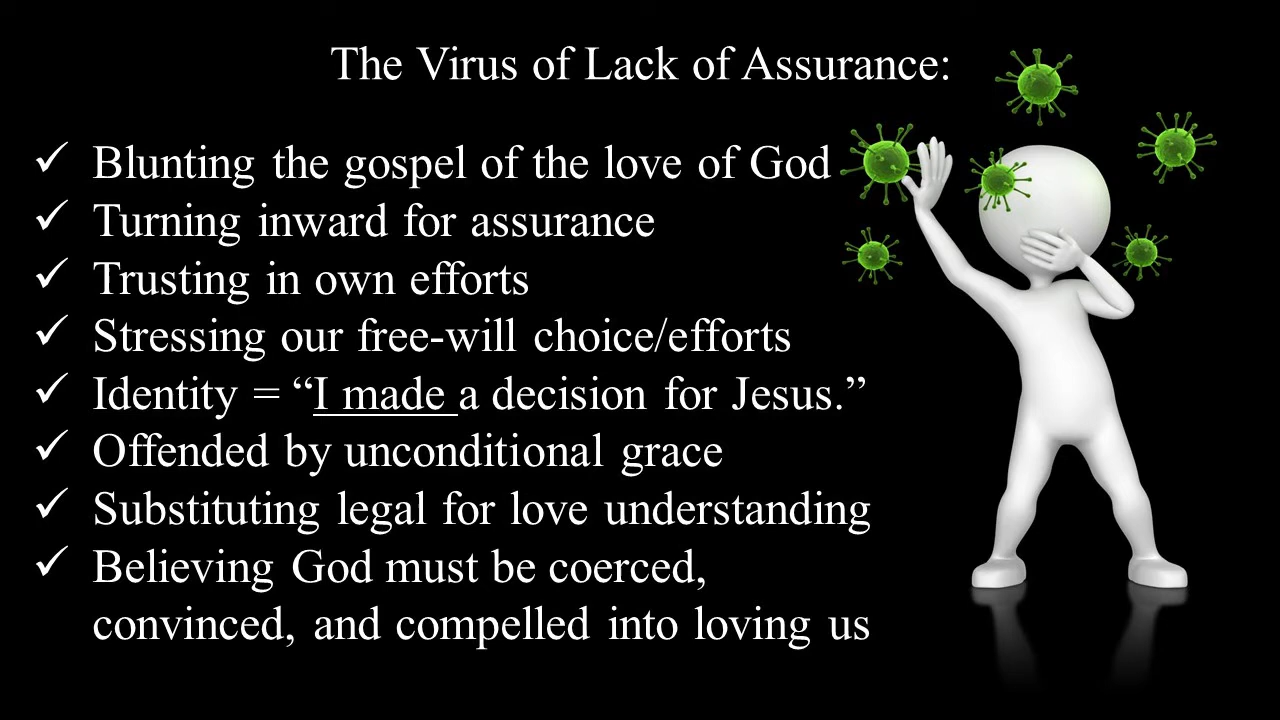 The Virus of Lack of Assurance:
✓ Blunting the gospel of the love of God
✓ Turning inward for assurance
✓ Trusting in own efforts
✓ Stressing our free-will choice/efforts
✓ Identity = “I made a decision for Jesus.”
✓ Offended by unconditional grace
✓ Substituting legal for love understanding
✓ Believing God must be coerced,
convinced, and compelled into loving us